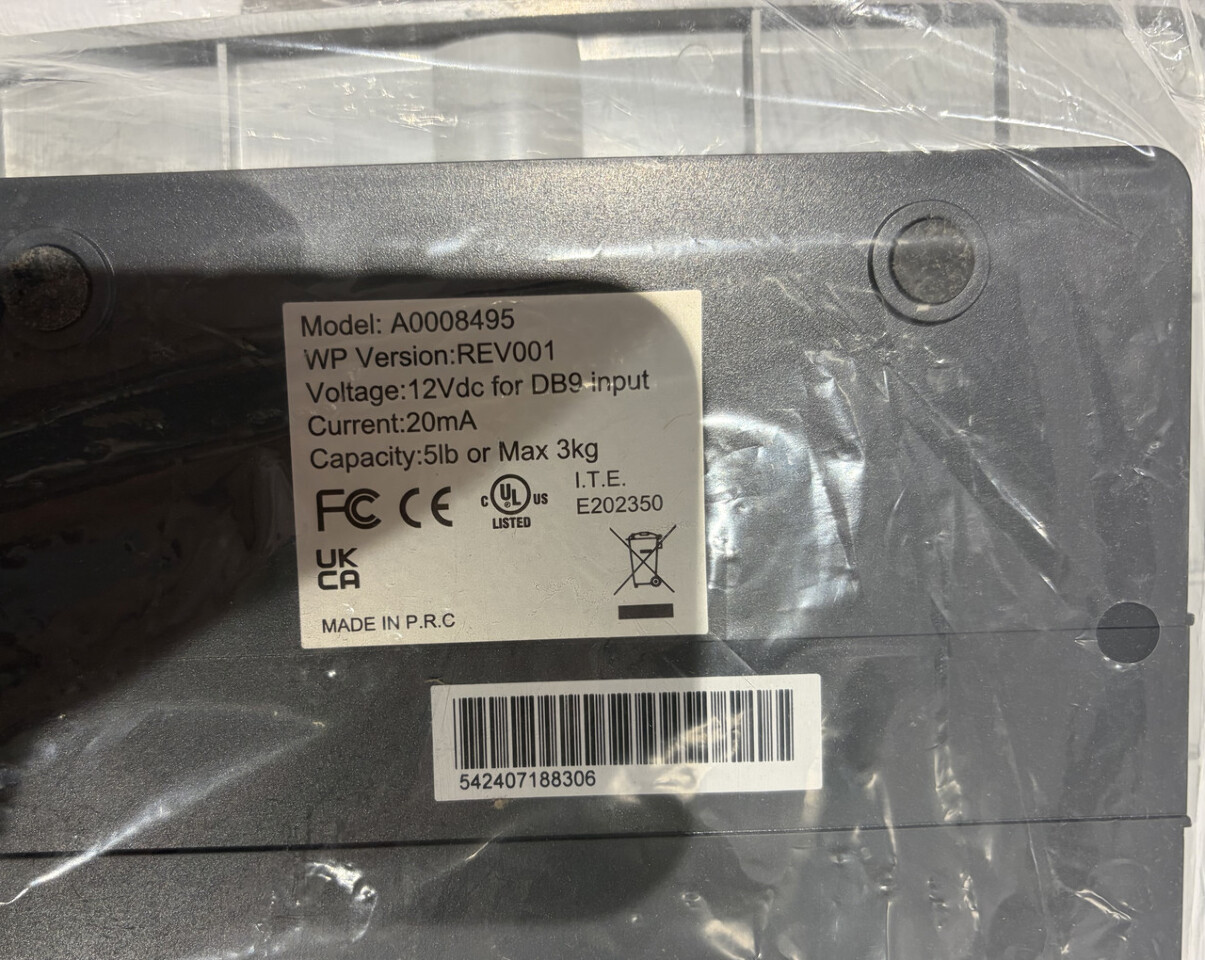 Model: A0008495
WP Version:REV001
Voltage:12Vdc for DB9 input
Current:20mA
Capacity:5lb or Max 3kg
FC CE c UL US LISTED
I.T.E.
E202350
UK
CA
MADE IN P.R.C
542407188306